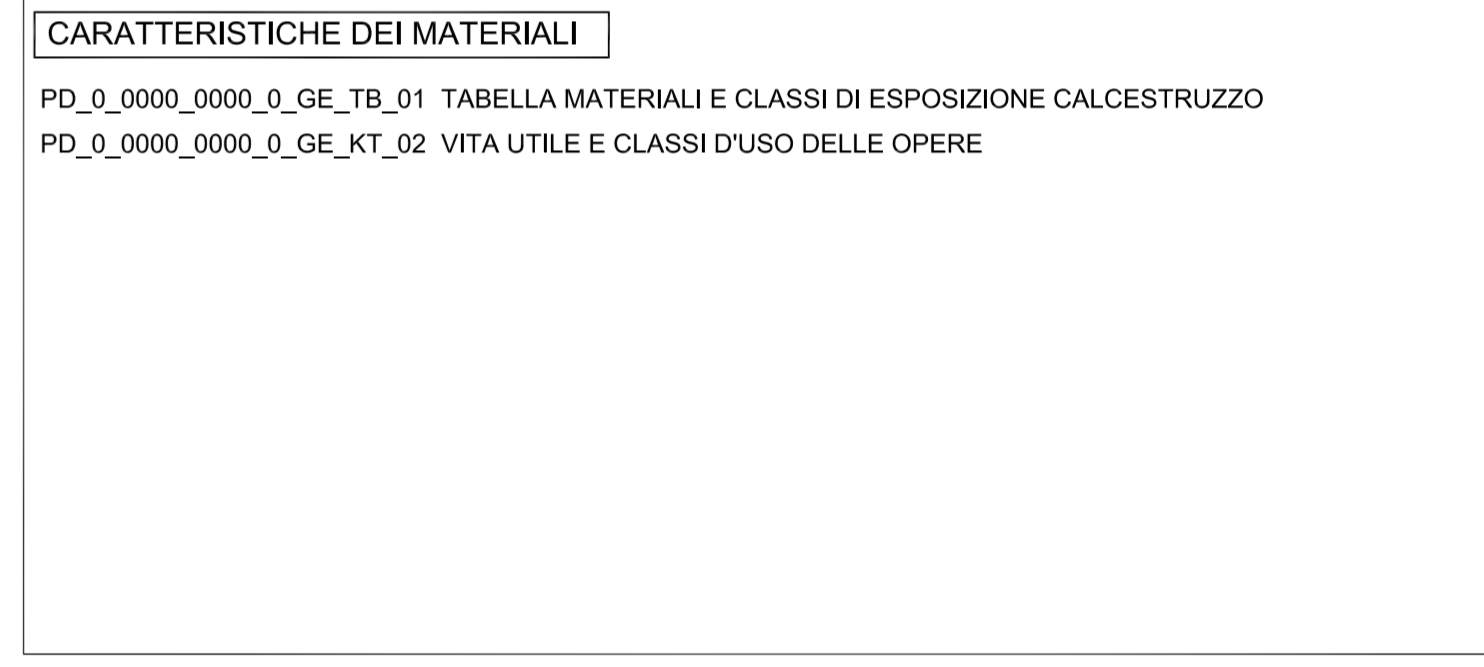 CARATTERISTICHE DEI MATERIALI
PD_0_0000_0000_0_GE_TB_01 TABELLA MATERIALI E CLASSI DI ESPOSIZIONE CALCESTRUZZO
PD_0_0000_0000_0_GE_KT_02 VITA UTILE E CLASSI D'USO DELLE OPERE